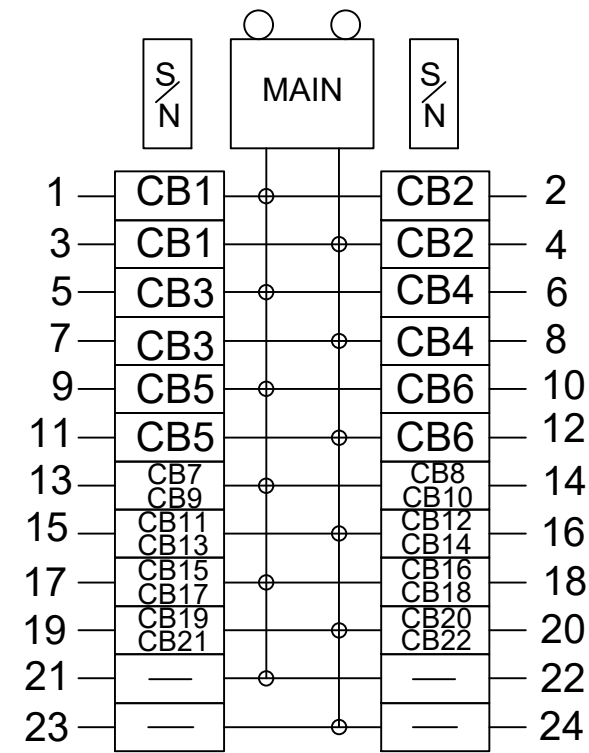 S/N MAIN S/N
1 CB1 CB2 2
3 CB1 CB2 4
5 CB3 CB4 6
7 CB3 CB4 8
9 CB5 CB6 10
11 CB5 CB6 12
13 CB7 CB8 14
CB9 CB10
15 CB11 CB12 16
CB13 CB14
17 CB15 CB16 18
CB17 CB18
19 CB19 CB20 20
CB21 CB22
21 — — 22
23 — — 24